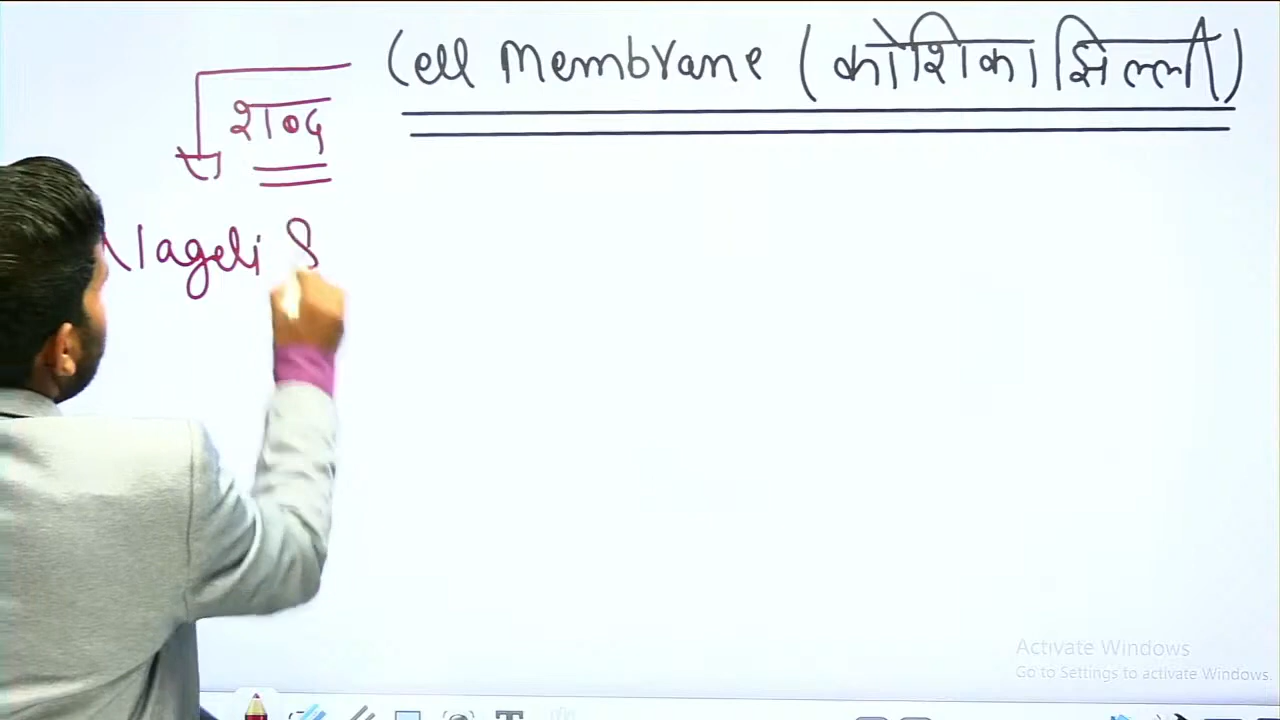 Cell Membrane (कोशिका झिल्ली)
शब्द
Nageli &
Activate Windows
Go to Settings to activate Windows.